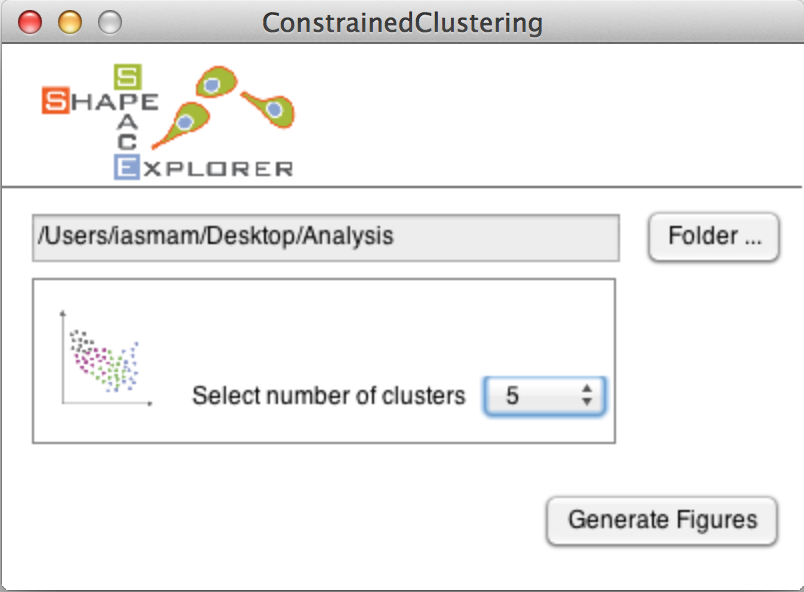 ConstrainedClustering
SHAPE
SPACE
EXPLORER
/Users/iasmam/Desktop/Analysis
Folder ...
Select number of clusters
5
Generate Figures